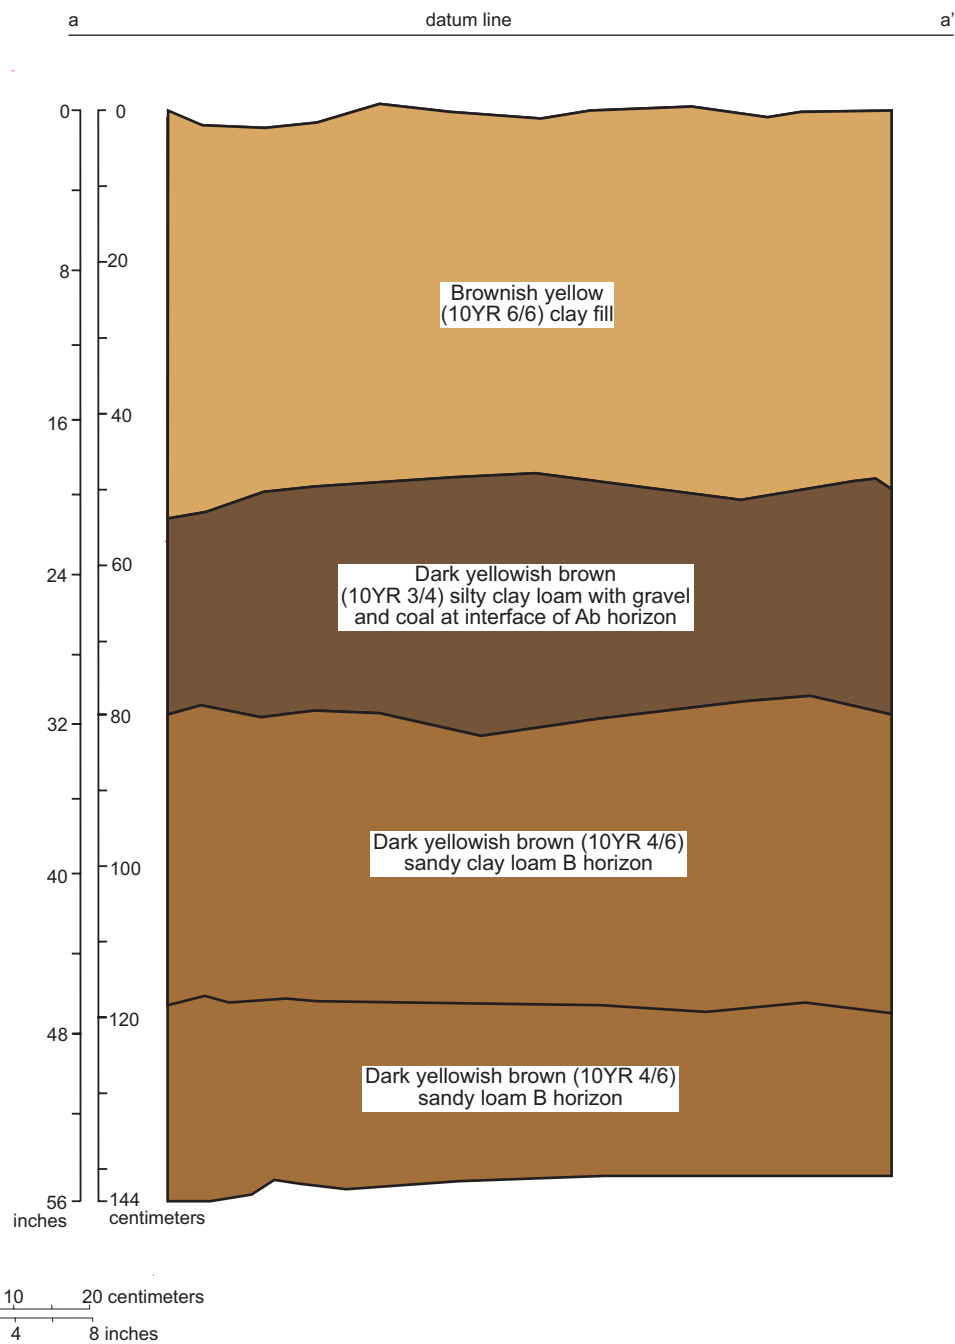 a datum line a'
0 0
20
8
Brownish yellow
(10YR 6/6) clay fill
40
16
60
24
Dark yellowish brown
(10YR 3/4) silty clay loam with gravel
and coal at interface of Ab horizon
80
32
Dark yellowish brown (10YR 4/6)
sandy clay loam B horizon
100
40
120
48
Dark yellowish brown (10YR 4/6)
sandy loam B horizon
56 144
inches centimeters
10 20 centimeters
4 8 inches